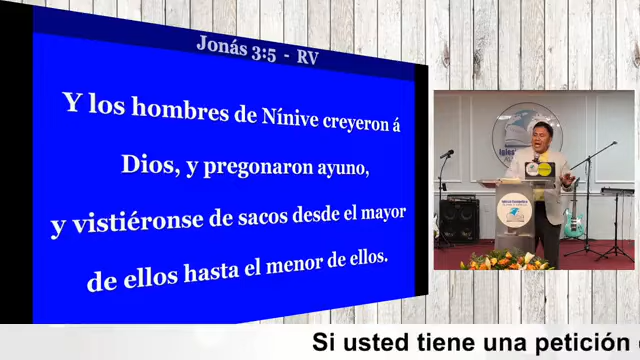 Jonás 3:5 - RV
Y los hombres de Nínive creyeron á
Dios, y pregonaron ayuno,
y vistiéronse de sacos desde el mayor
de ellos hasta el menor de ellos.
Si usted tiene una petición